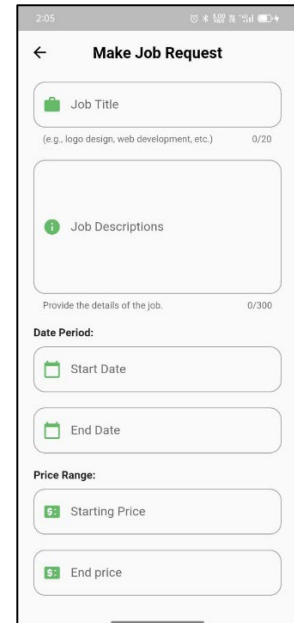 2:05
Make Job Request
Job Title
(e.g., logo design, web development, etc.) 0/20
Job Descriptions
Provide the details of the job. 0/300
Date Period:
Start Date
End Date
Price Range:
Starting Price
End price